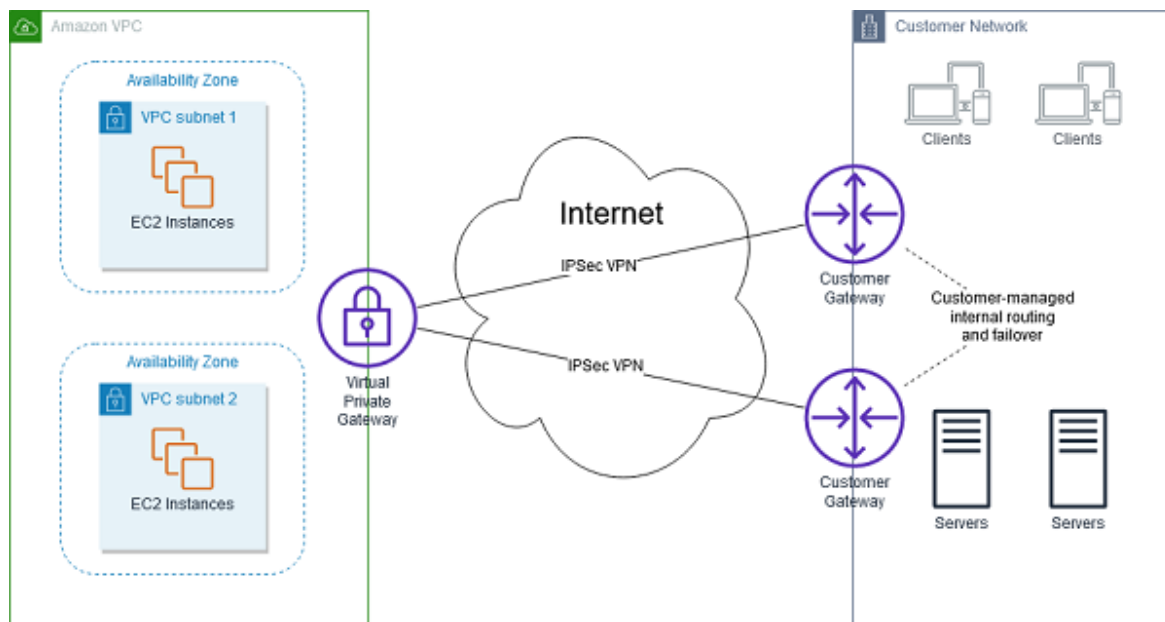 Amazon VPC
Availability Zone
VPC subnet 1
EC2 Instances
Availability Zone
VPC subnet 2
EC2 Instances
Virtual
Private
Gateway
Internet
IPSec VPN
IPSec VPN
Customer Network
Clients
Clients
Customer
Gateway
Customer-managed
internal routing
and failover
Customer
Gateway
Servers
Servers